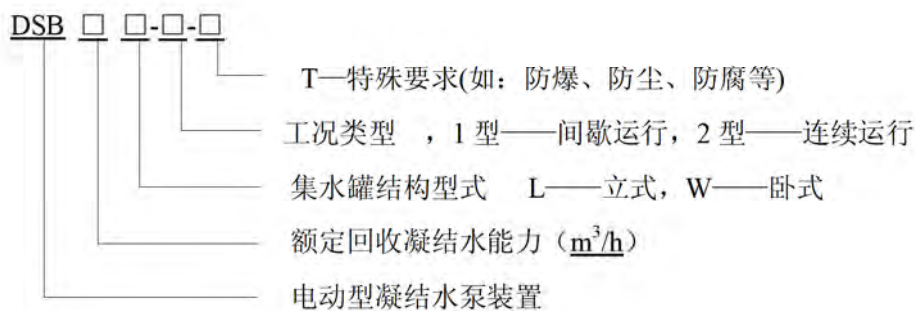 DSB □ □-□-□
T—特殊要求(如：防爆、防尘、防腐等)
工况类型 ，1 型——间歇运行，2 型——连续运行
集水罐结构型式 L——立式，W——卧式
额定回收凝结水能力（m³/h）
电动型凝结水泵装置